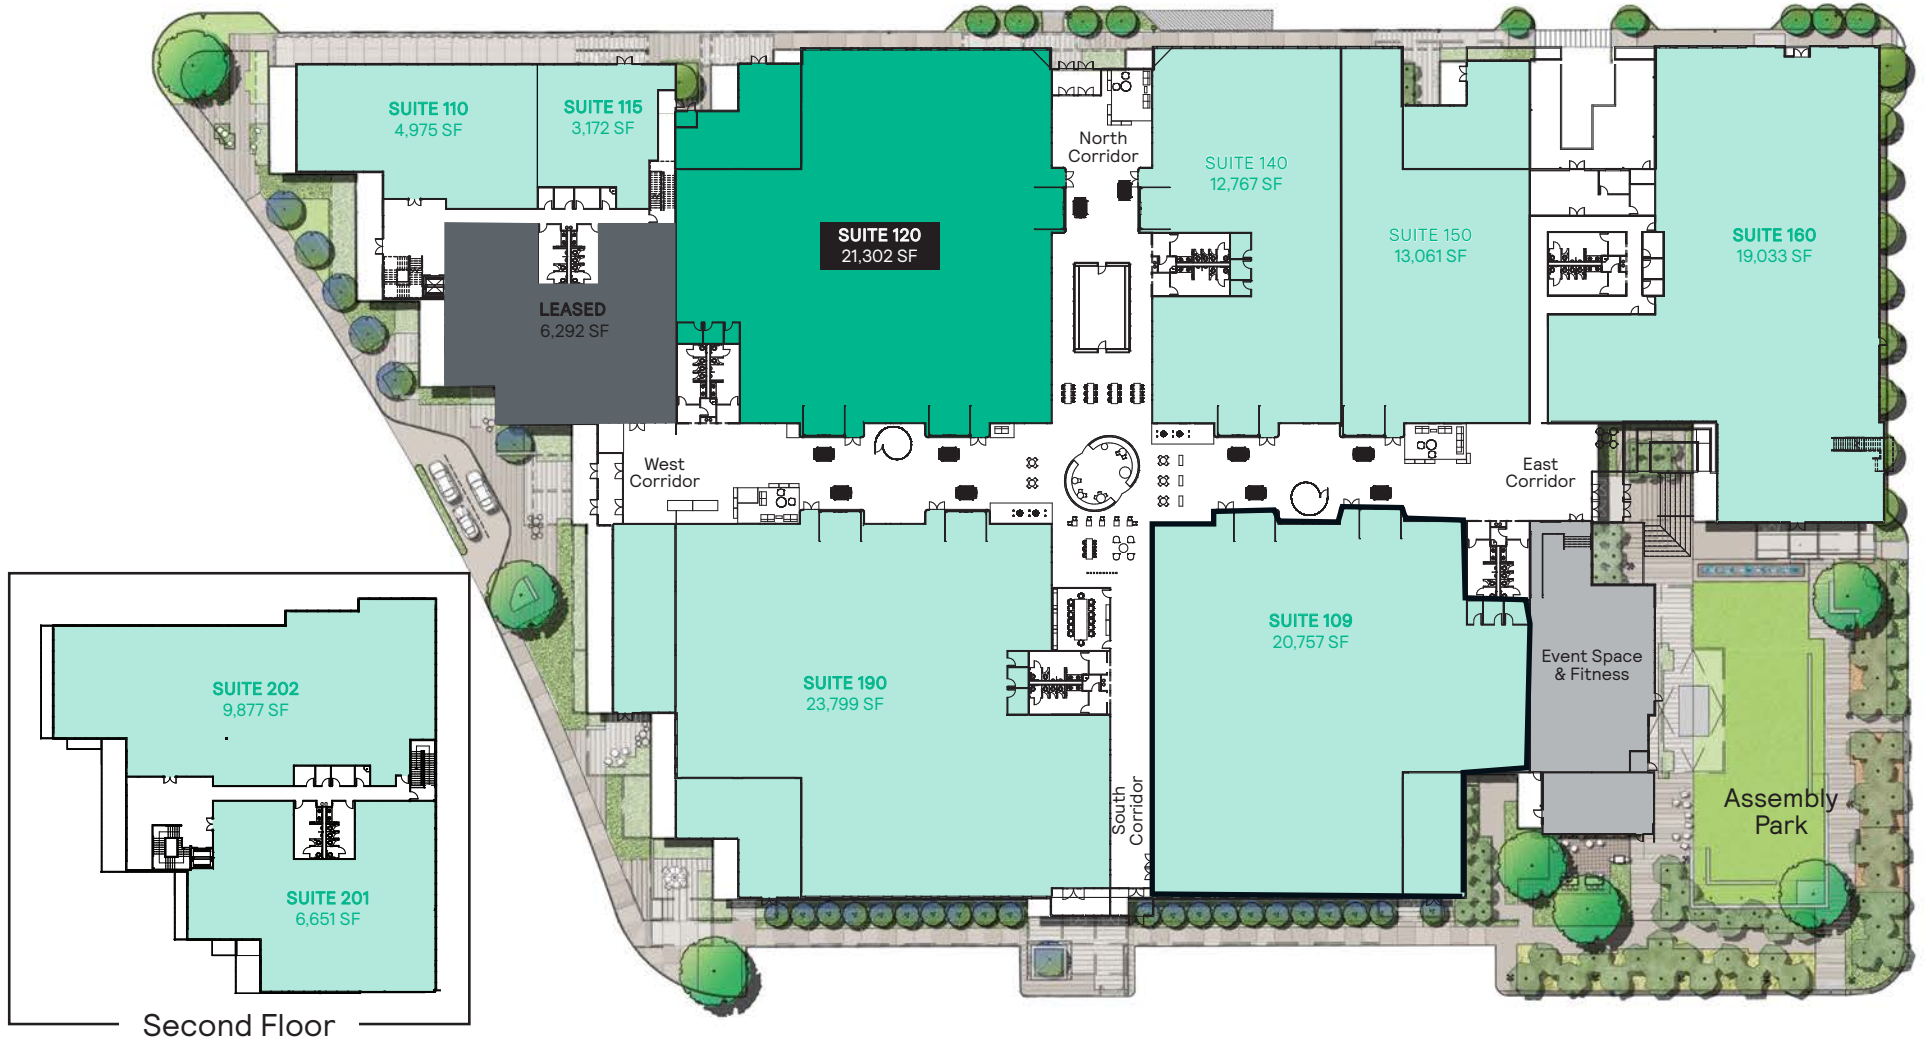 SUITE 110
4,975 SF
SUITE 115
3,172 SF
SUITE 120
21,302 SF
LEASED
6,292 SF
North
Corridor
SUITE 140
12,767 SF
SUITE 150
13,061 SF
SUITE 160
19,033 SF
West
Corridor
East
Corridor
SUITE 190
23,799 SF
South
Corridor
SUITE 109
20,757 SF
Event Space
& Fitness
Assembly
Park
SUITE 202
9,877 SF
SUITE 201
6,651 SF
Second Floor